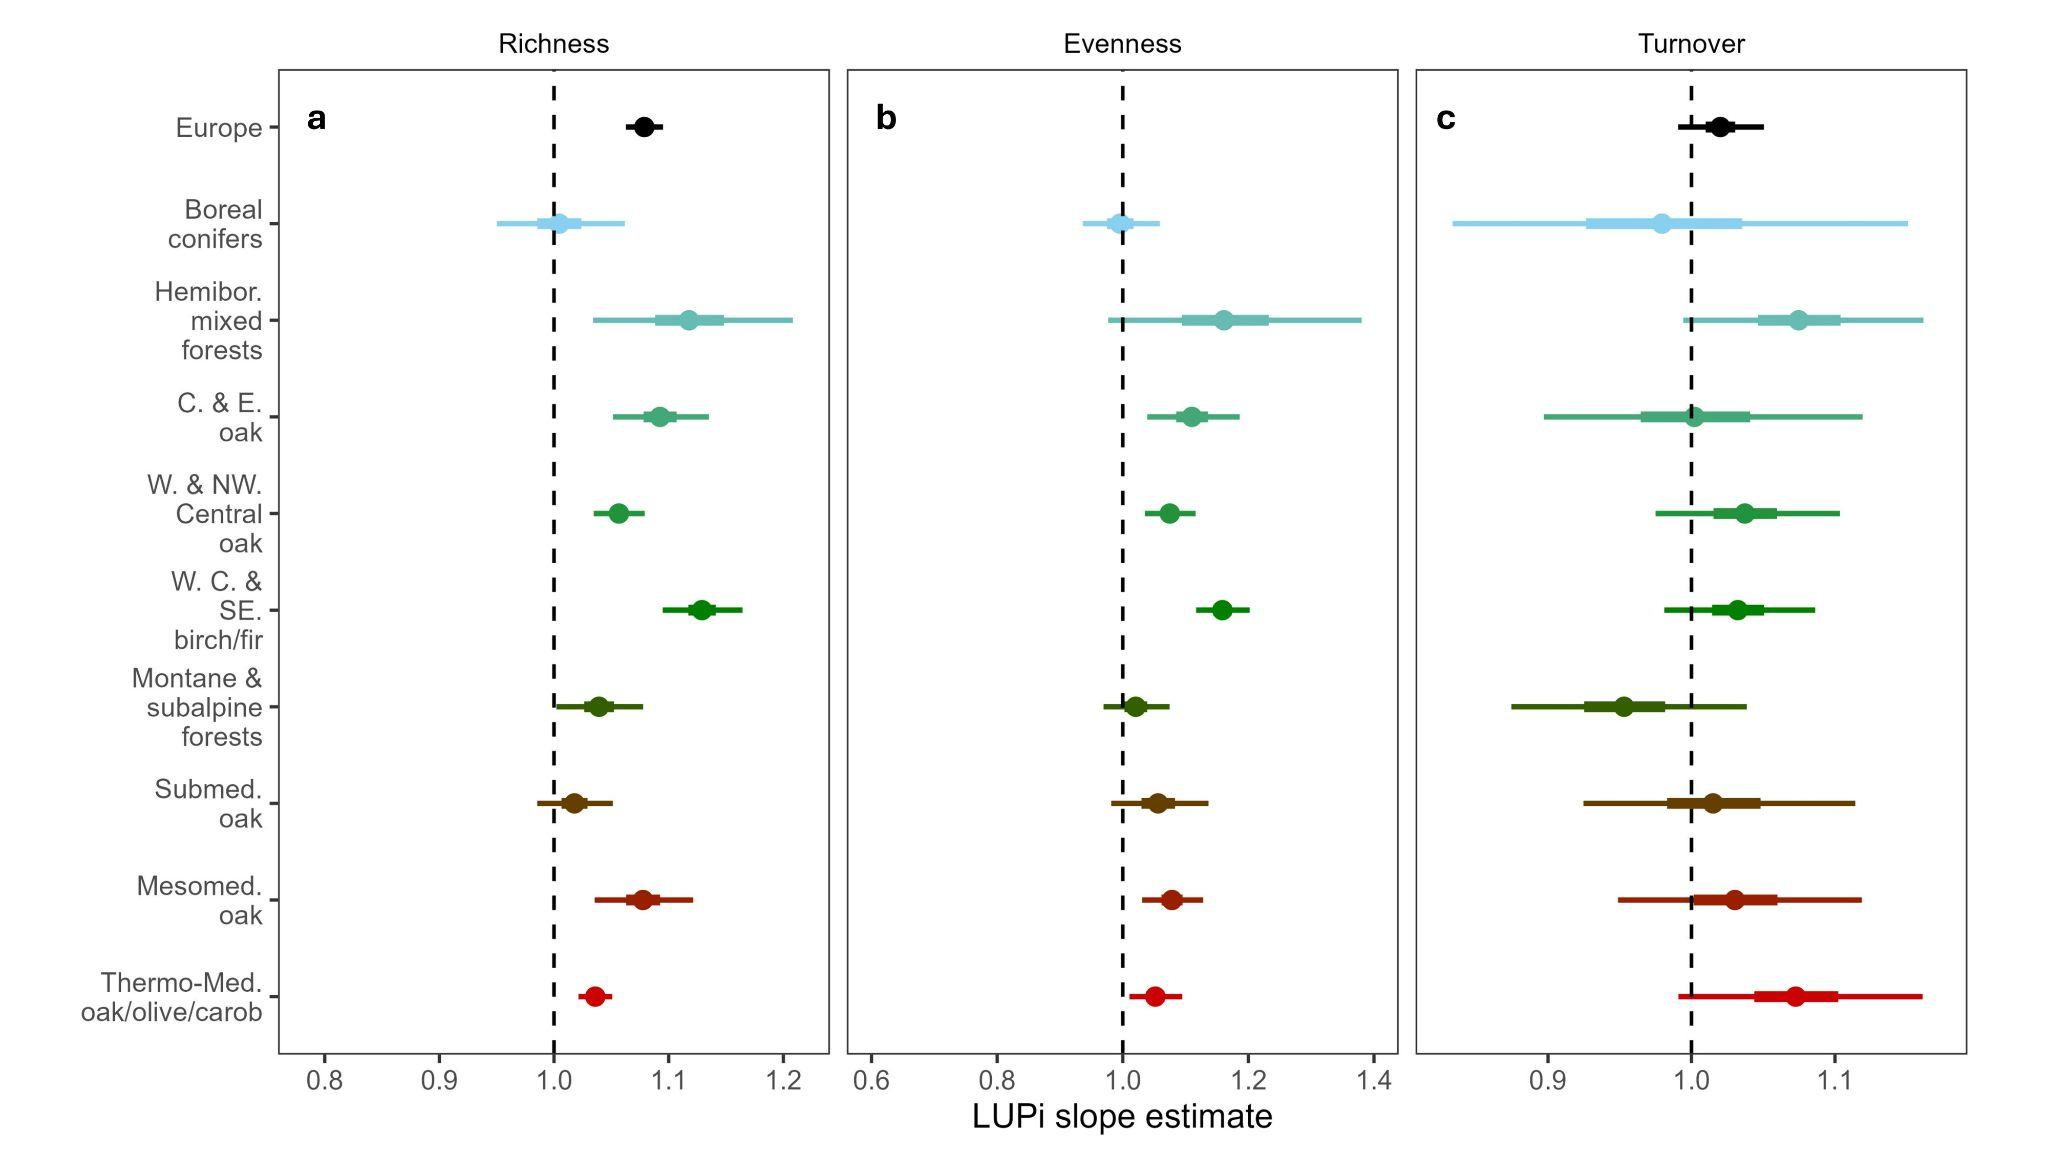 Richness
Evenness
Turnover
a
b
c
Europe
Boreal
conifers
Hemibor.
mixed
forests
C. & E.
oak
W. & NW.
Central
oak
W. C. &
SE.
birch/fir
Montane &
subalpine
forests
Submed.
oak
Mesomed.
oak
Thermo-Med.
oak/olive/carob
0.8 0.9 1.0 1.1 1.2
0.6 0.8 1.0 1.2 1.4
0.9 1.0 1.1
LUPi slope estimate